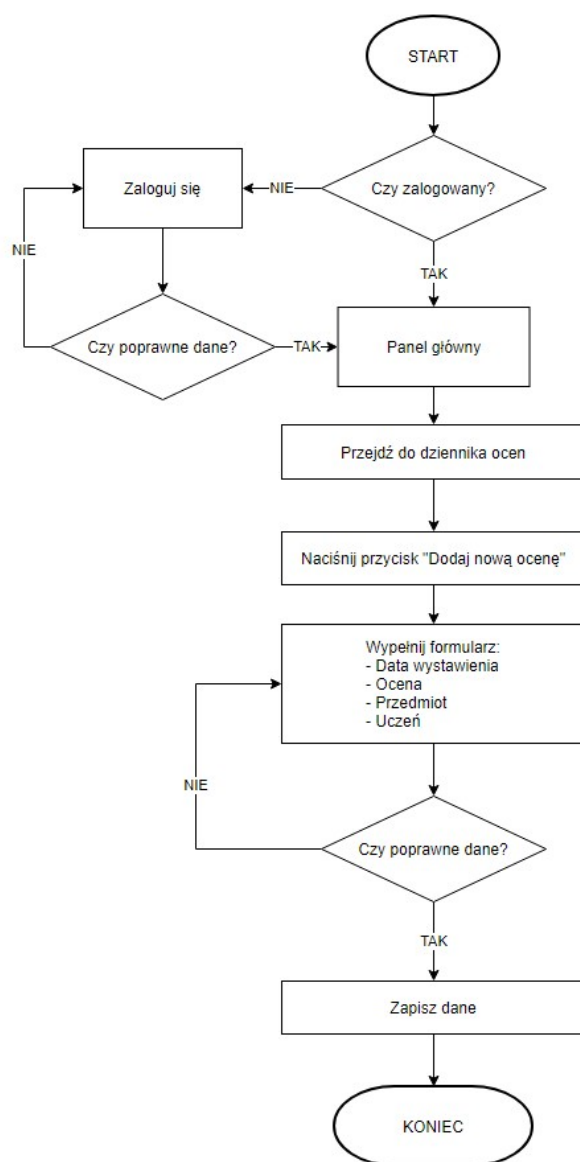 START
Czy zalogowany?
NIE
Zaloguj się
TAK
NIE
Czy poprawne dane?
TAK
Panel główny
Przejdź do dziennika ocen
Naciśnij przycisk "Dodaj nową ocenę"
Wypełnij formularz:
- Data wystawienia
- Ocena
- Przedmiot
- Uczeń
NIE
Czy poprawne dane?
TAK
Zapisz dane
KONIEC